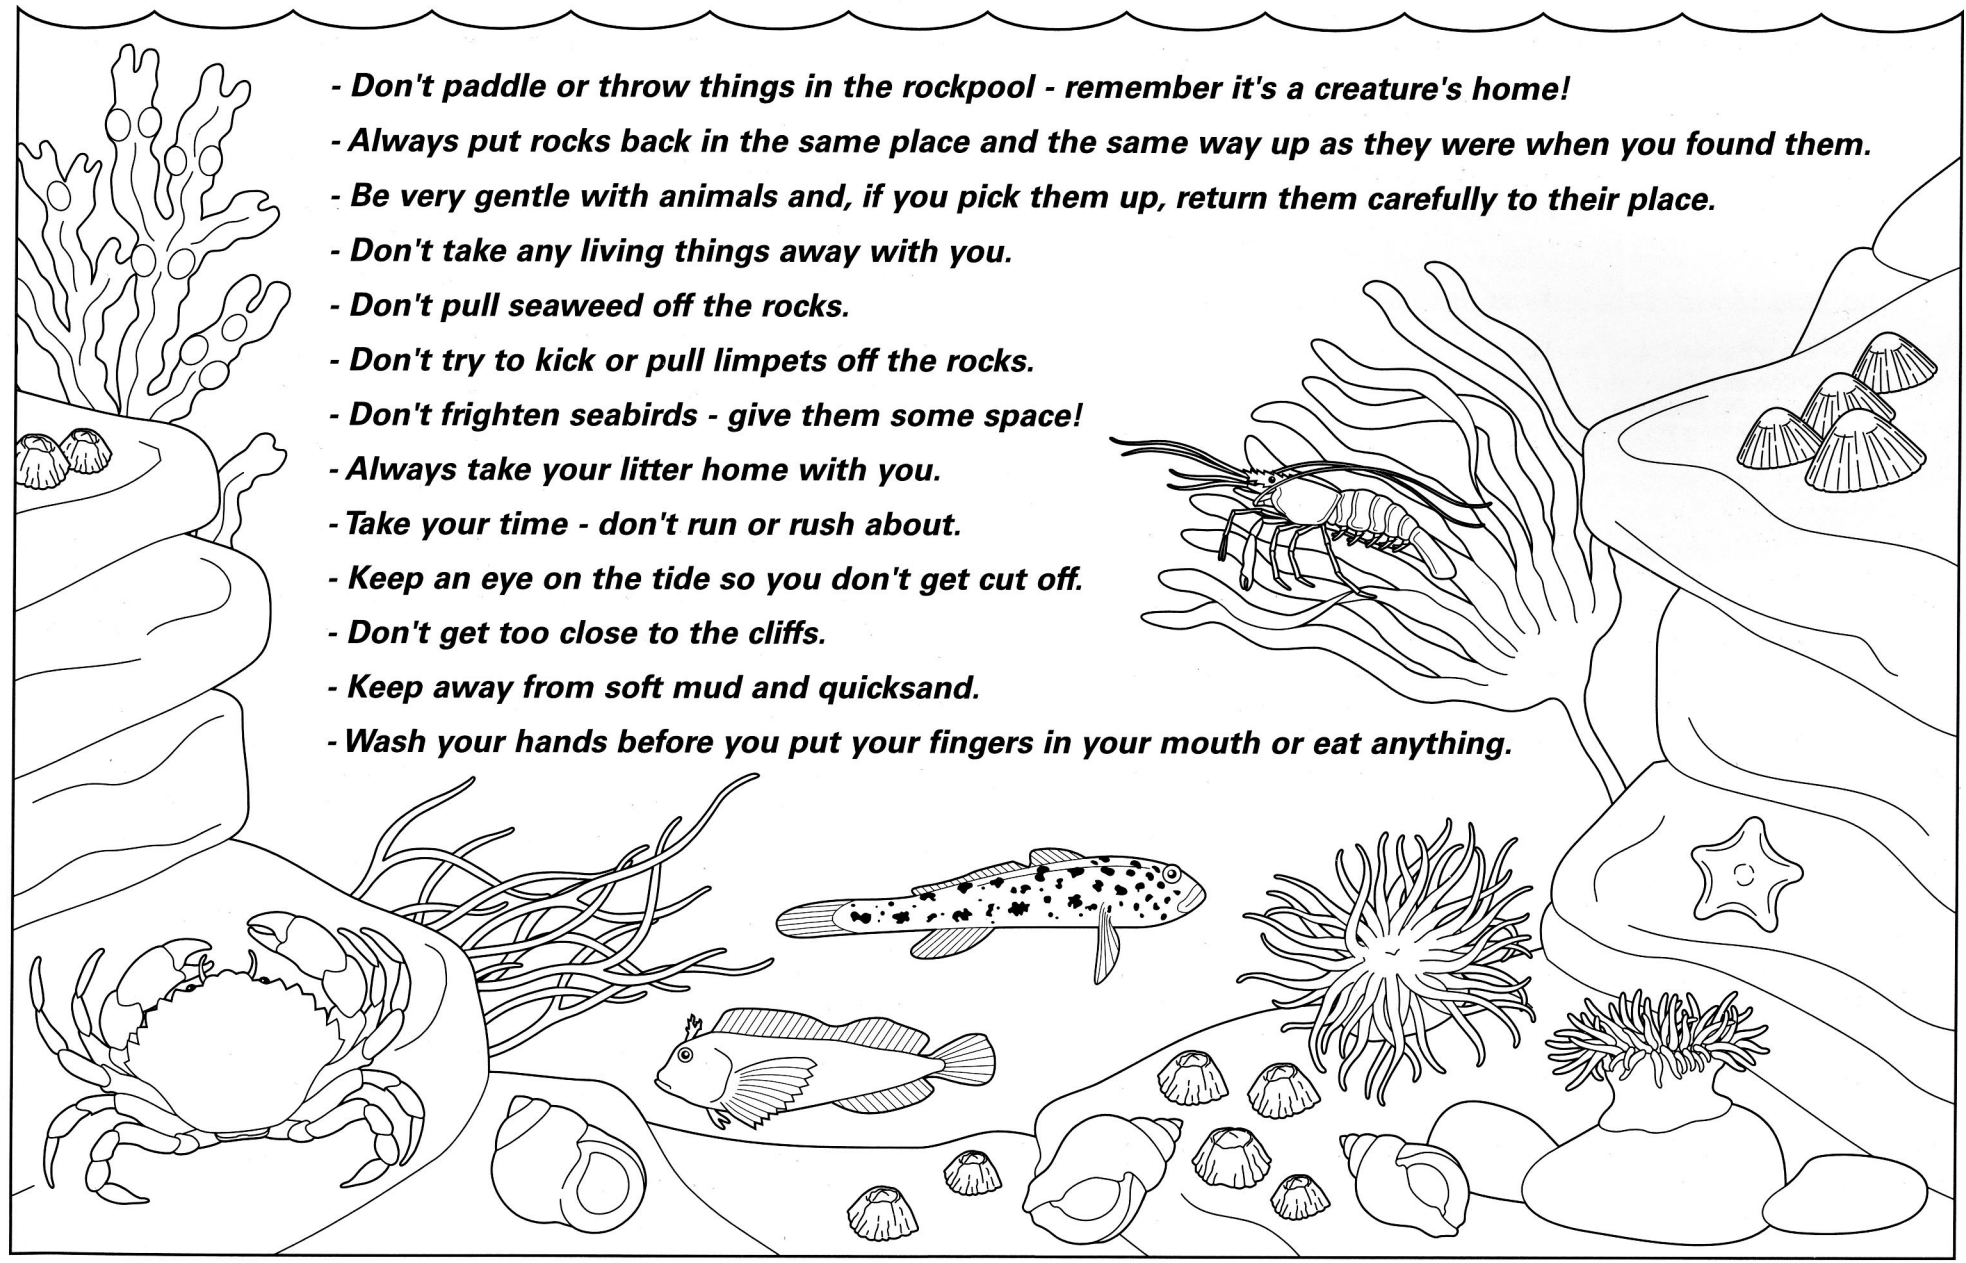 - Don't paddle or throw things in the rockpool - remember it's a creature's home!
- Always put rocks back in the same place and the same way up as they were when you found them.
- Be very gentle with animals and, if you pick them up, return them carefully to their place.
- Don't take any living things away with you.
- Don't pull seaweed off the rocks.
- Don't try to kick or pull limpets off the rocks.
- Don't frighten seabirds - give them some space!
- Always take your litter home with you.
- Take your time - don't run or rush about.
- Keep an eye on the tide so you don't get cut off.
- Don't get too close to the cliffs.
- Keep away from soft mud and quicksand.
- Wash your hands before you put your fingers in your mouth or eat anything.